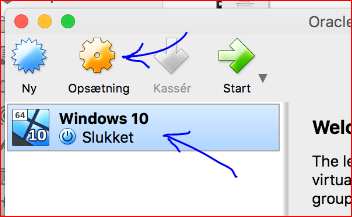 Oracle
Ny
Opsætning
Kassér
Start
64
10
Windows 10
Slukket
Welc
The le
virtua
group